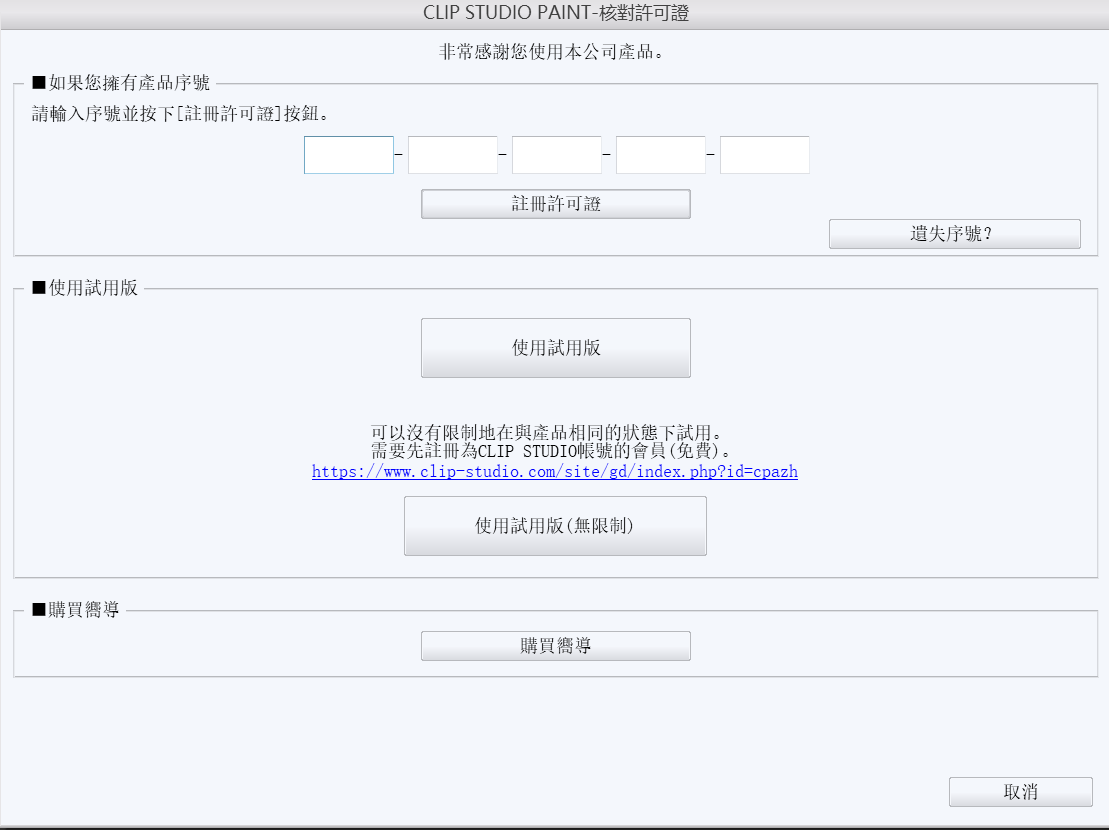 CLIP STUDIO PAINT-核對許可證
非常感謝您使用本公司產品。
■如果您擁有產品序號
請輸入序號並按下[註冊許可證]按鈕。
- - - -
註冊許可證
遺失序號?
■使用試用版
使用試用版
可以沒有限制地在與產品相同的狀態下試用。
需要先註冊為CLIP STUDIO帳號的會員(免費)。
https://www.clip-studio.com/site/gd/index.php?id=cpazh
使用試用版(無限制)
■購買嚮導
購買嚮導
取消